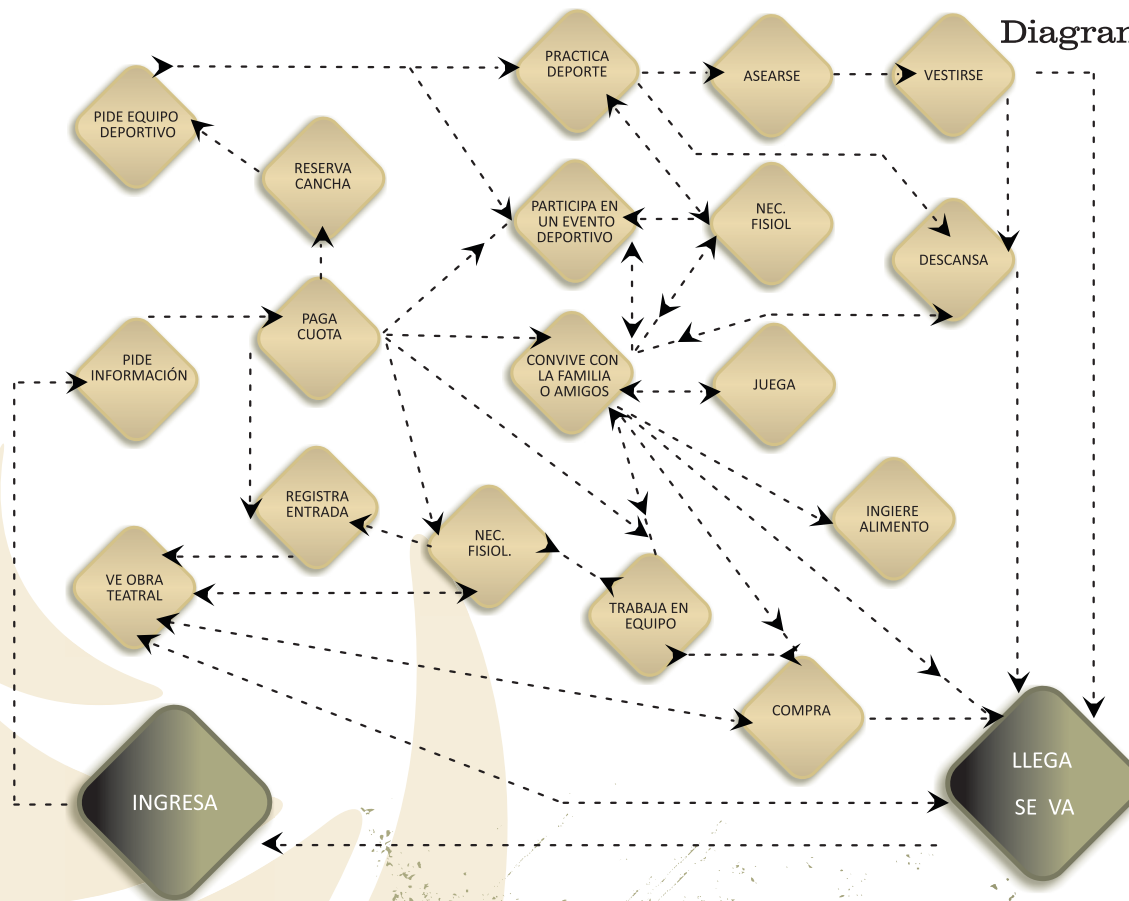 Diagram
PRACTICA
DEPORTE
ASEARSE
VESTIRSE
PIDE EQUIPO
DEPORTIVO
RESERVA
CANCHA
PARTICIPA EN
UN EVENTO
DEPORTIVO
NEC.
FISIOL
DESCANSA
PAGA
CUOTA
PIDE
INFORMACIÓN
CONVIVE CON
LA FAMILIA
O AMIGOS
JUEGA
REGISTRA
ENTRADA
NEC.
FISIOL.
INGIERE
ALIMENTO
VE OBRA
TEATRAL
TRABAJA EN
EQUIPO
COMPRA
INGRESA
LLEGA
SE VA